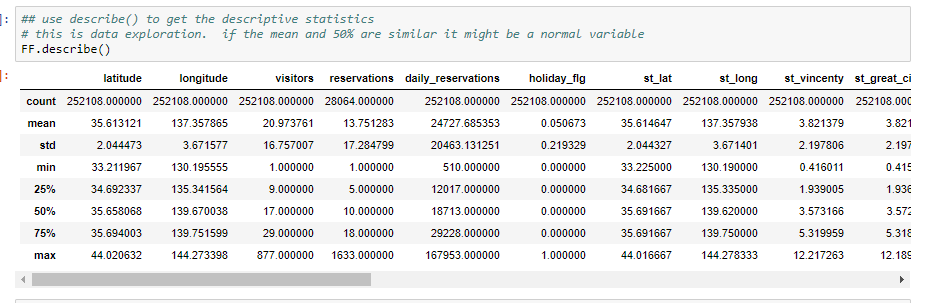 ]: ## use describe() to get the descriptive statistics
# this is data exploration.  if the mean and 50% are similar it might be a normal variable
FF.describe()
]:
latitude longitude visitors reservations daily_reservations holiday_flg st_lat st_long st_vincenty st_great_ci
count 252108.000000 252108.000000 252108.000000 28064.000000 252108.000000 252108.000000 252108.000000 252108.000000 252108.000000 252108.000
mean 35.613121 137.357865 20.973761 13.751283 24727.685353 0.050673 35.614647 137.357938 3.821379 3.821
std 2.044473 3.671577 16.757007 17.284799 20463.131251 0.219329 2.044327 3.671401 2.197806 2.197
min 33.211967 130.195555 1.000000 1.000000 510.000000 0.000000 33.225000 130.190000 0.416011 0.415
25% 34.692337 135.341564 9.000000 5.000000 12017.000000 0.000000 34.681667 135.335000 1.939005 1.936
50% 35.658068 139.670038 17.000000 10.000000 18713.000000 0.000000 35.691667 139.620000 3.573166 3.572
75% 35.694003 139.751599 29.000000 18.000000 29228.000000 0.000000 35.691667 139.750000 5.319959 5.318
max 44.020632 144.273398 877.000000 1633.000000 167953.000000 1.000000 44.016667 144.278333 12.217263 12.189